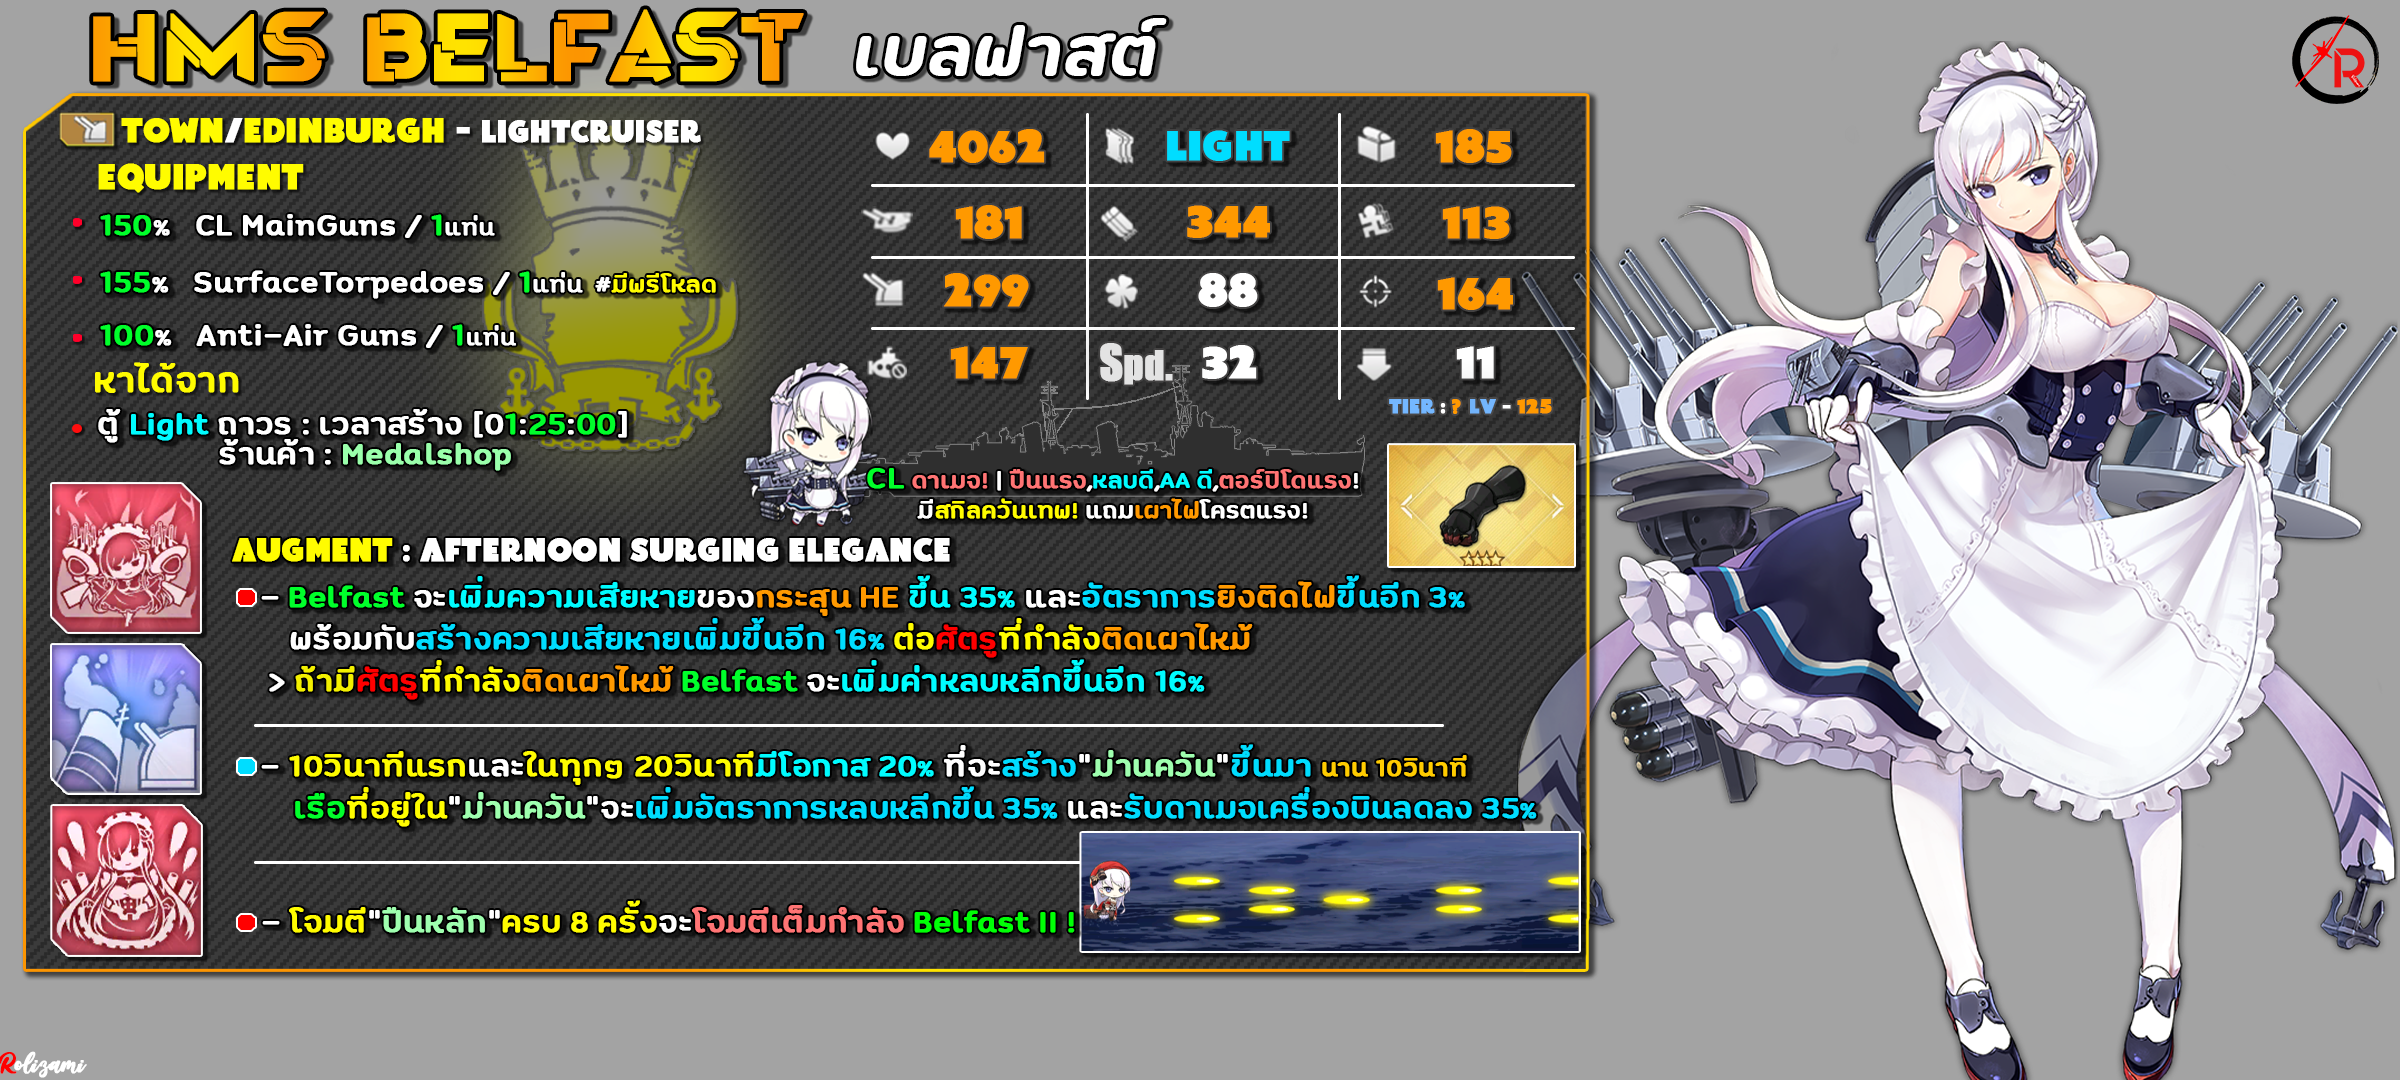 HMS BELFAST เบลฟาสต์
R
TOWN/EDINBURGH - LIGHTCRUISER
EQUIPMENT
• 150% CL MainGuns / 1แท่น
• 155% SurfaceTorpedoes / 1แท่น #มีพรีโหลด
• 100% Anti-Air Guns / 1แท่น
หาได้จาก
• ตู้ Light ถาวร : เวลาสร้าง [01:25:00]
ร้านค้า : Medalshop
4062 LIGHT 185
181 344 113
299 88 164
147 Spd. 32 11
TIER : ? LV - 125
CL ดาเมจ! | ปืนแรง,หลบดี,AA ดี,ตอร์ปิโดแรง!
มีสกิลควันเทพ! แถมเผาไฟโครตแรง!
AUGMENT : AFTERNOON SURGING ELEGANCE
- Belfast จะเพิ่มความเสียหายของกระสุน HE ขึ้น 35% และอัตราการยิงติดไฟขึ้นอีก 3%
พร้อมกับสร้างความเสียหายเพิ่มขึ้นอีก 16% ต่อศัตรูที่กำลังติดเผาไหม้
> ถ้ามีศัตรูที่กำลังติดเผาไหม้ Belfast จะเพิ่มค่าหลบหลีกขึ้นอีก 16%
- 10วินาทีแรกและในทุกๆ 20วินาทีมีโอกาส 20% ที่จะสร้าง"ม่านควัน"ขึ้นมา นาน 10วินาที
เรือที่อยู่ใน"ม่านควัน"จะเพิ่มอัตราการหลบหลีกขึ้น 35% และรับดาเมจเครื่องบินลดลง 35%
- โจมตี"ปืนหลัก"ครบ 8 ครั้งจะโจมตีเต็มกำลัง Belfast II !
Rolizami